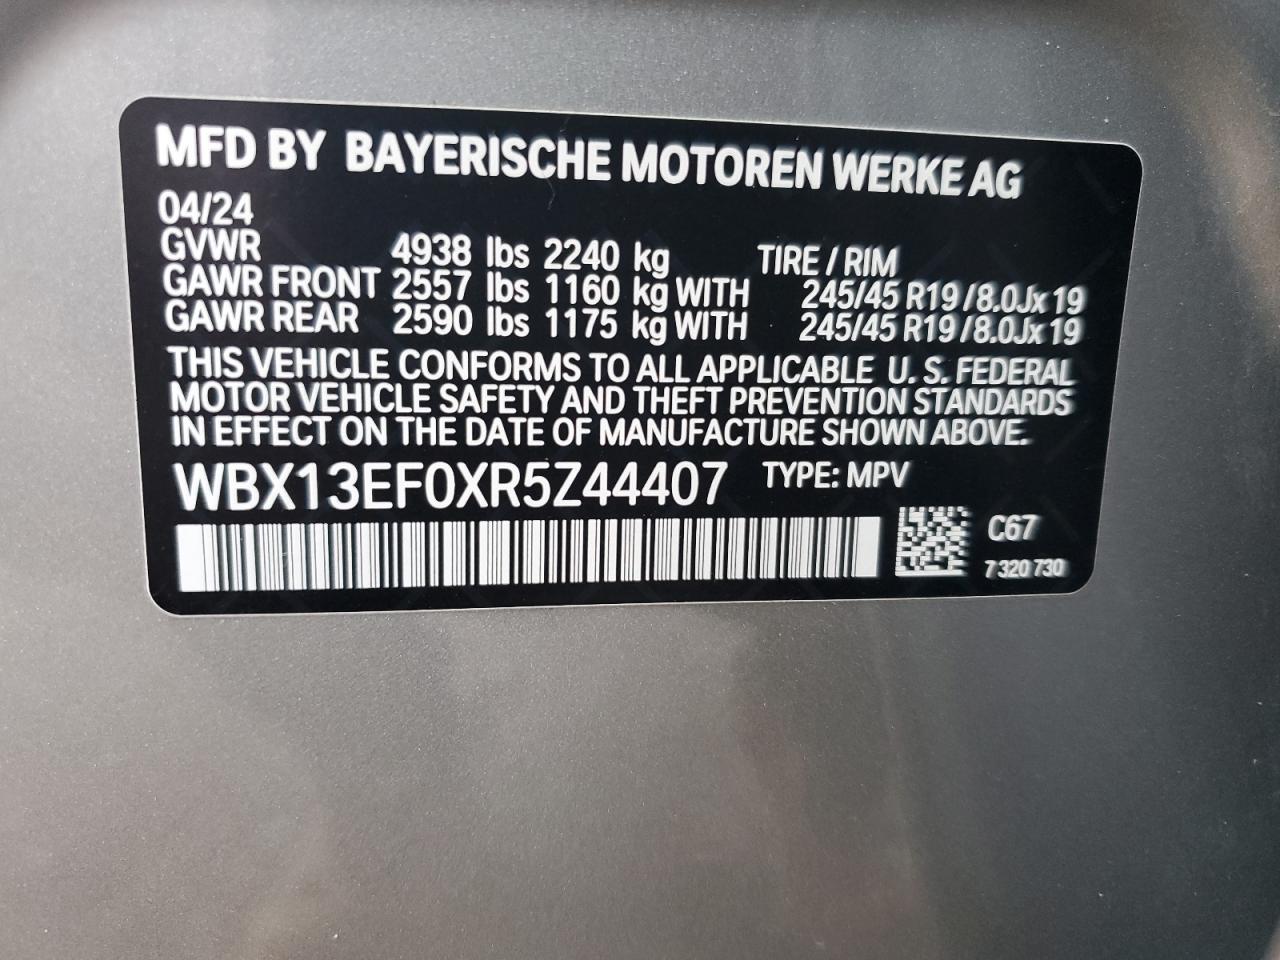 MFD BY BAYERISCHE MOTOREN WERKE AG
04/24
GVWR 4938 lbs 2240 kg TIRE / RIM
GAWR FRONT 2557 lbs 1160 kg WITH 245/45 R19 /8.0Jx 19
GAWR REAR 2590 lbs 1175 kg WITH 245/45 R19 /8.0Jx 19
THIS VEHICLE CONFORMS TO ALL APPLICABLE U. S. FEDERAL
MOTOR VEHICLE SAFETY AND THEFT PREVENTION STANDARDS
IN EFFECT ON THE DATE OF MANUFACTURE SHOWN ABOVE.
WBX13EF0XR5Z44407 TYPE: MPV
C67
7 320 730